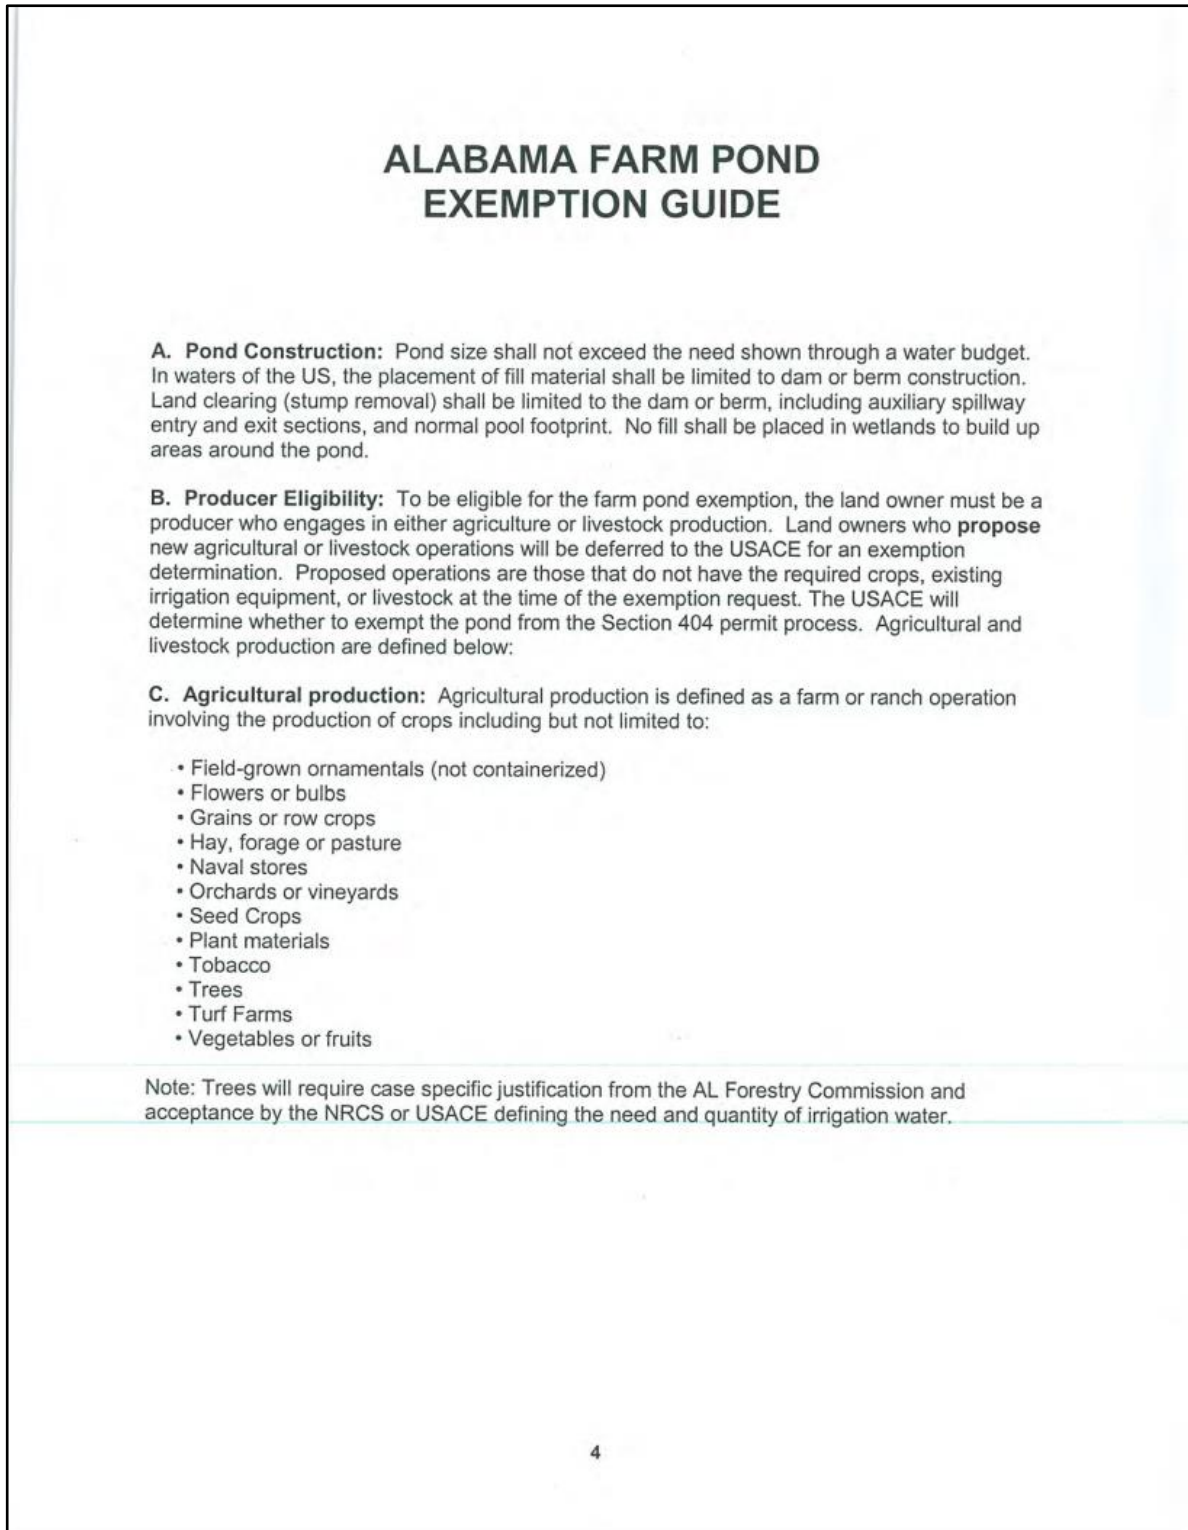 ALABAMA FARM POND
EXEMPTION GUIDE
A. Pond Construction: Pond size shall not exceed the need shown through a water budget.
In waters of the US, the placement of fill material shall be limited to dam or berm construction.
Land clearing (stump removal) shall be limited to the dam or berm, including auxiliary spillway
entry and exit sections, and normal pool footprint. No fill shall be placed in wetlands to build up
areas around the pond.
B. Producer Eligibility: To be eligible for the farm pond exemption, the land owner must be a
producer who engages in either agriculture or livestock production. Land owners who propose
new agricultural or livestock operations will be deferred to the USACE for an exemption
determination. Proposed operations are those that do not have the required crops, existing
irrigation equipment, or livestock at the time of the exemption request. The USACE will
determine whether to exempt the pond from the Section 404 permit process. Agricultural and
livestock production are defined below:
C. Agricultural production: Agricultural production is defined as a farm or ranch operation
involving the production of crops including but not limited to:
• Field-grown ornamentals (not containerized)
• Flowers or bulbs
• Grains or row crops
• Hay, forage or pasture
• Naval stores
• Orchards or vineyards
• Seed Crops
• Plant materials
• Tobacco
• Trees
• Turf Farms
• Vegetables or fruits
Note: Trees will require case specific justification from the AL Forestry Commission and
acceptance by the NRCS or USACE defining the need and quantity of irrigation water.
4